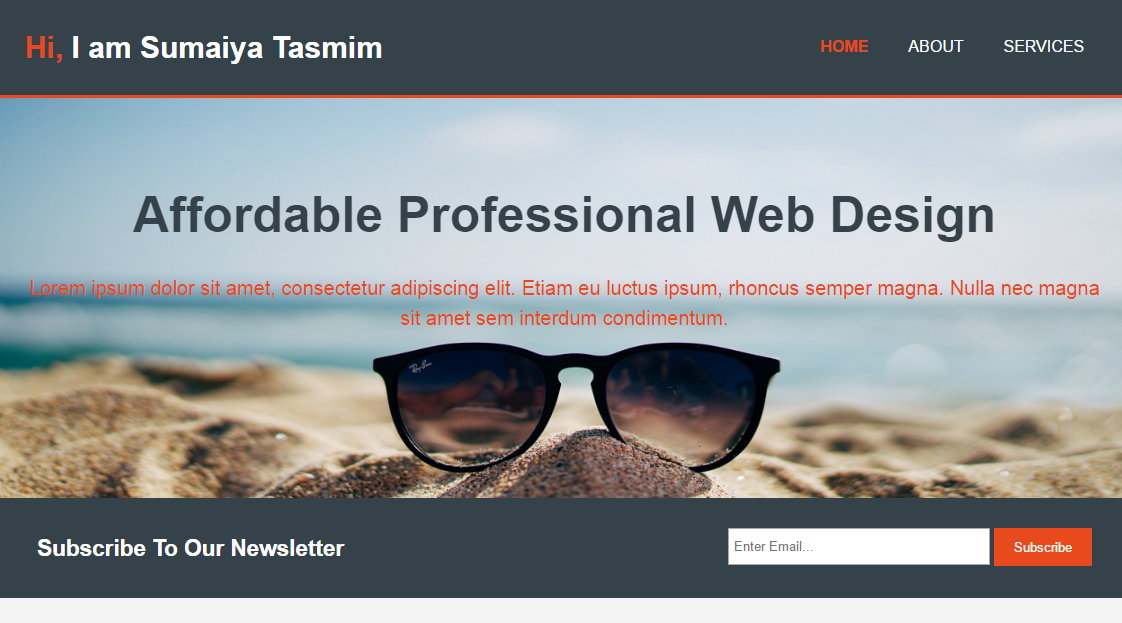 Hi, I am Sumaiya Tasmim
HOME ABOUT SERVICES
Affordable Professional Web Design
Lorem ipsum dolor sit amet, consectetur adipiscing elit. Etiam eu luctus ipsum, rhoncus semper magna. Nulla nec magna
sit amet sem interdum condimentum.
Ray-Ban
Subscribe To Our Newsletter
Enter Email...
Subscribe